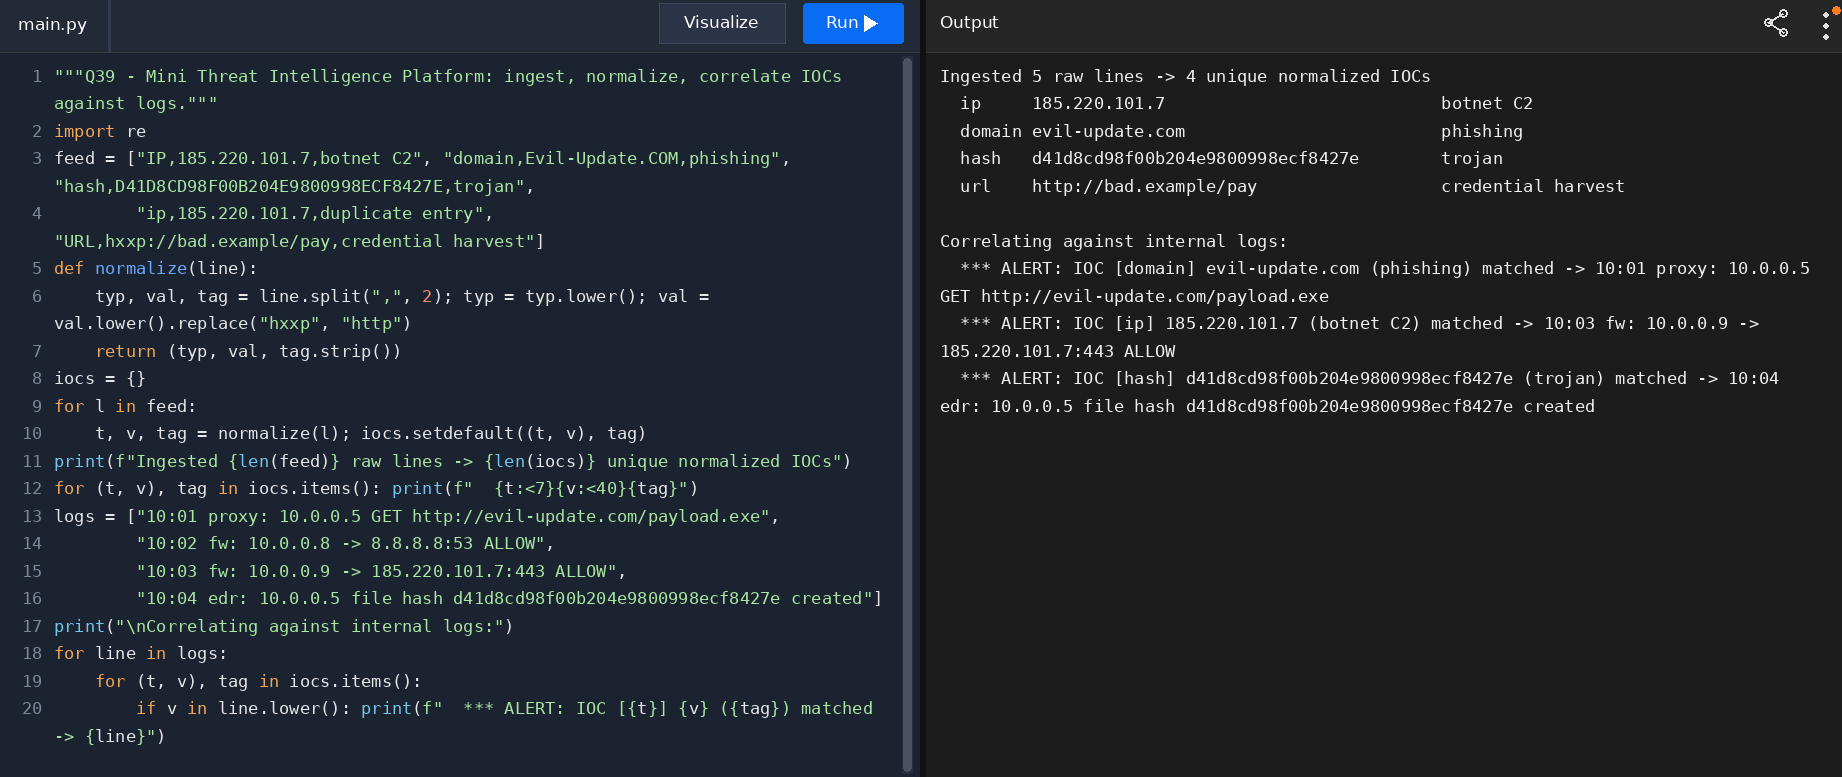 main.py
Visualize
Run
1 """Q39 - Mini Threat Intelligence Platform: ingest, normalize, correlate IOCs
against logs."""
2 import re
3 feed = ["IP,185.220.101.7,botnet C2", "domain,Evil-Update.COM,phishing",
"hash,D41D8CD98F00B204E9800998ECF8427E,trojan",
4         "ip,185.220.101.7,duplicate entry",
"URL,hxxp://bad.example/pay,credential harvest"]
5 def normalize(line):
6     typ, val, tag = line.split(",", 2); typ = typ.lower(); val =
val.lower().replace("hxxp", "http")
7     return (typ, val, tag.strip())
8 iocs = {}
9 for l in feed:
10     t, v, tag = normalize(l); iocs.setdefault((t, v), tag)
11 print(f"Ingested {len(feed)} raw lines -> {len(iocs)} unique normalized IOCs")
12 for (t, v), tag in iocs.items(): print(f"  {t:<7}{v:<40}{tag}")
13 logs = ["10:01 proxy: 10.0.0.5 GET http://evil-update.com/payload.exe",
14         "10:02 fw: 10.0.0.8 -> 8.8.8.8:53 ALLOW",
15         "10:03 fw: 10.0.0.9 -> 185.220.101.7:443 ALLOW",
16         "10:04 edr: 10.0.0.5 file hash d41d8cd98f00b204e9800998ecf8427e created"]
17 print("\nCorrelating against internal logs:")
18 for line in logs:
19     for (t, v), tag in iocs.items():
20         if v in line.lower(): print(f"  *** ALERT: IOC [{t}] {v} ({tag}) matched
-> {line}")
Output
Ingested 5 raw lines -> 4 unique normalized IOCs
  ip     185.220.101.7                           botnet C2
  domain evil-update.com                         phishing
  hash   d41d8cd98f00b204e9800998ecf8427e        trojan
  url    http://bad.example/pay                  credential harvest
Correlating against internal logs:
  *** ALERT: IOC [domain] evil-update.com (phishing) matched -> 10:01 proxy: 10.0.0.5
GET http://evil-update.com/payload.exe
  *** ALERT: IOC [ip] 185.220.101.7 (botnet C2) matched -> 10:03 fw: 10.0.0.9 ->
185.220.101.7:443 ALLOW
  *** ALERT: IOC [hash] d41d8cd98f00b204e9800998ecf8427e (trojan) matched -> 10:04
edr: 10.0.0.5 file hash d41d8cd98f00b204e9800998ecf8427e created